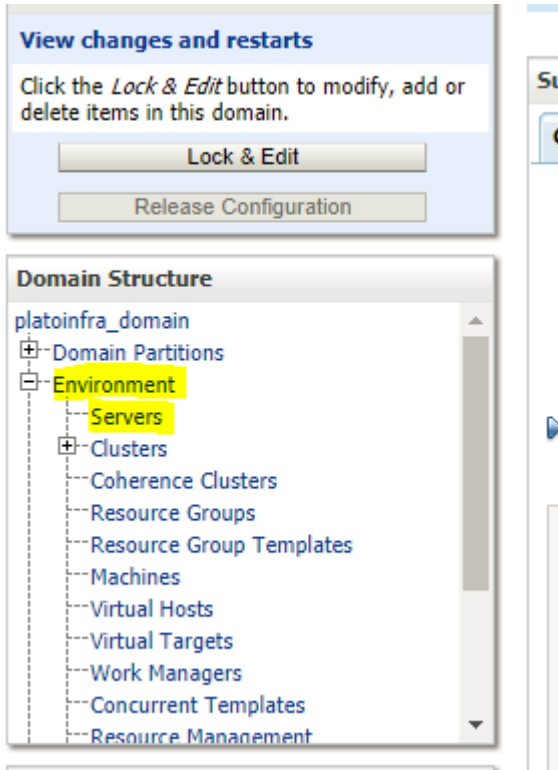 View changes and restarts
Click the Lock & Edit button to modify, add or
delete items in this domain.
Lock & Edit
Release Configuration
Domain Structure
platoinfra_domain
Domain Partitions
Environment
Servers
Clusters
Coherence Clusters
Resource Groups
Resource Group Templates
Machines
Virtual Hosts
Virtual Targets
Work Managers
Concurrent Templates
Resource Management